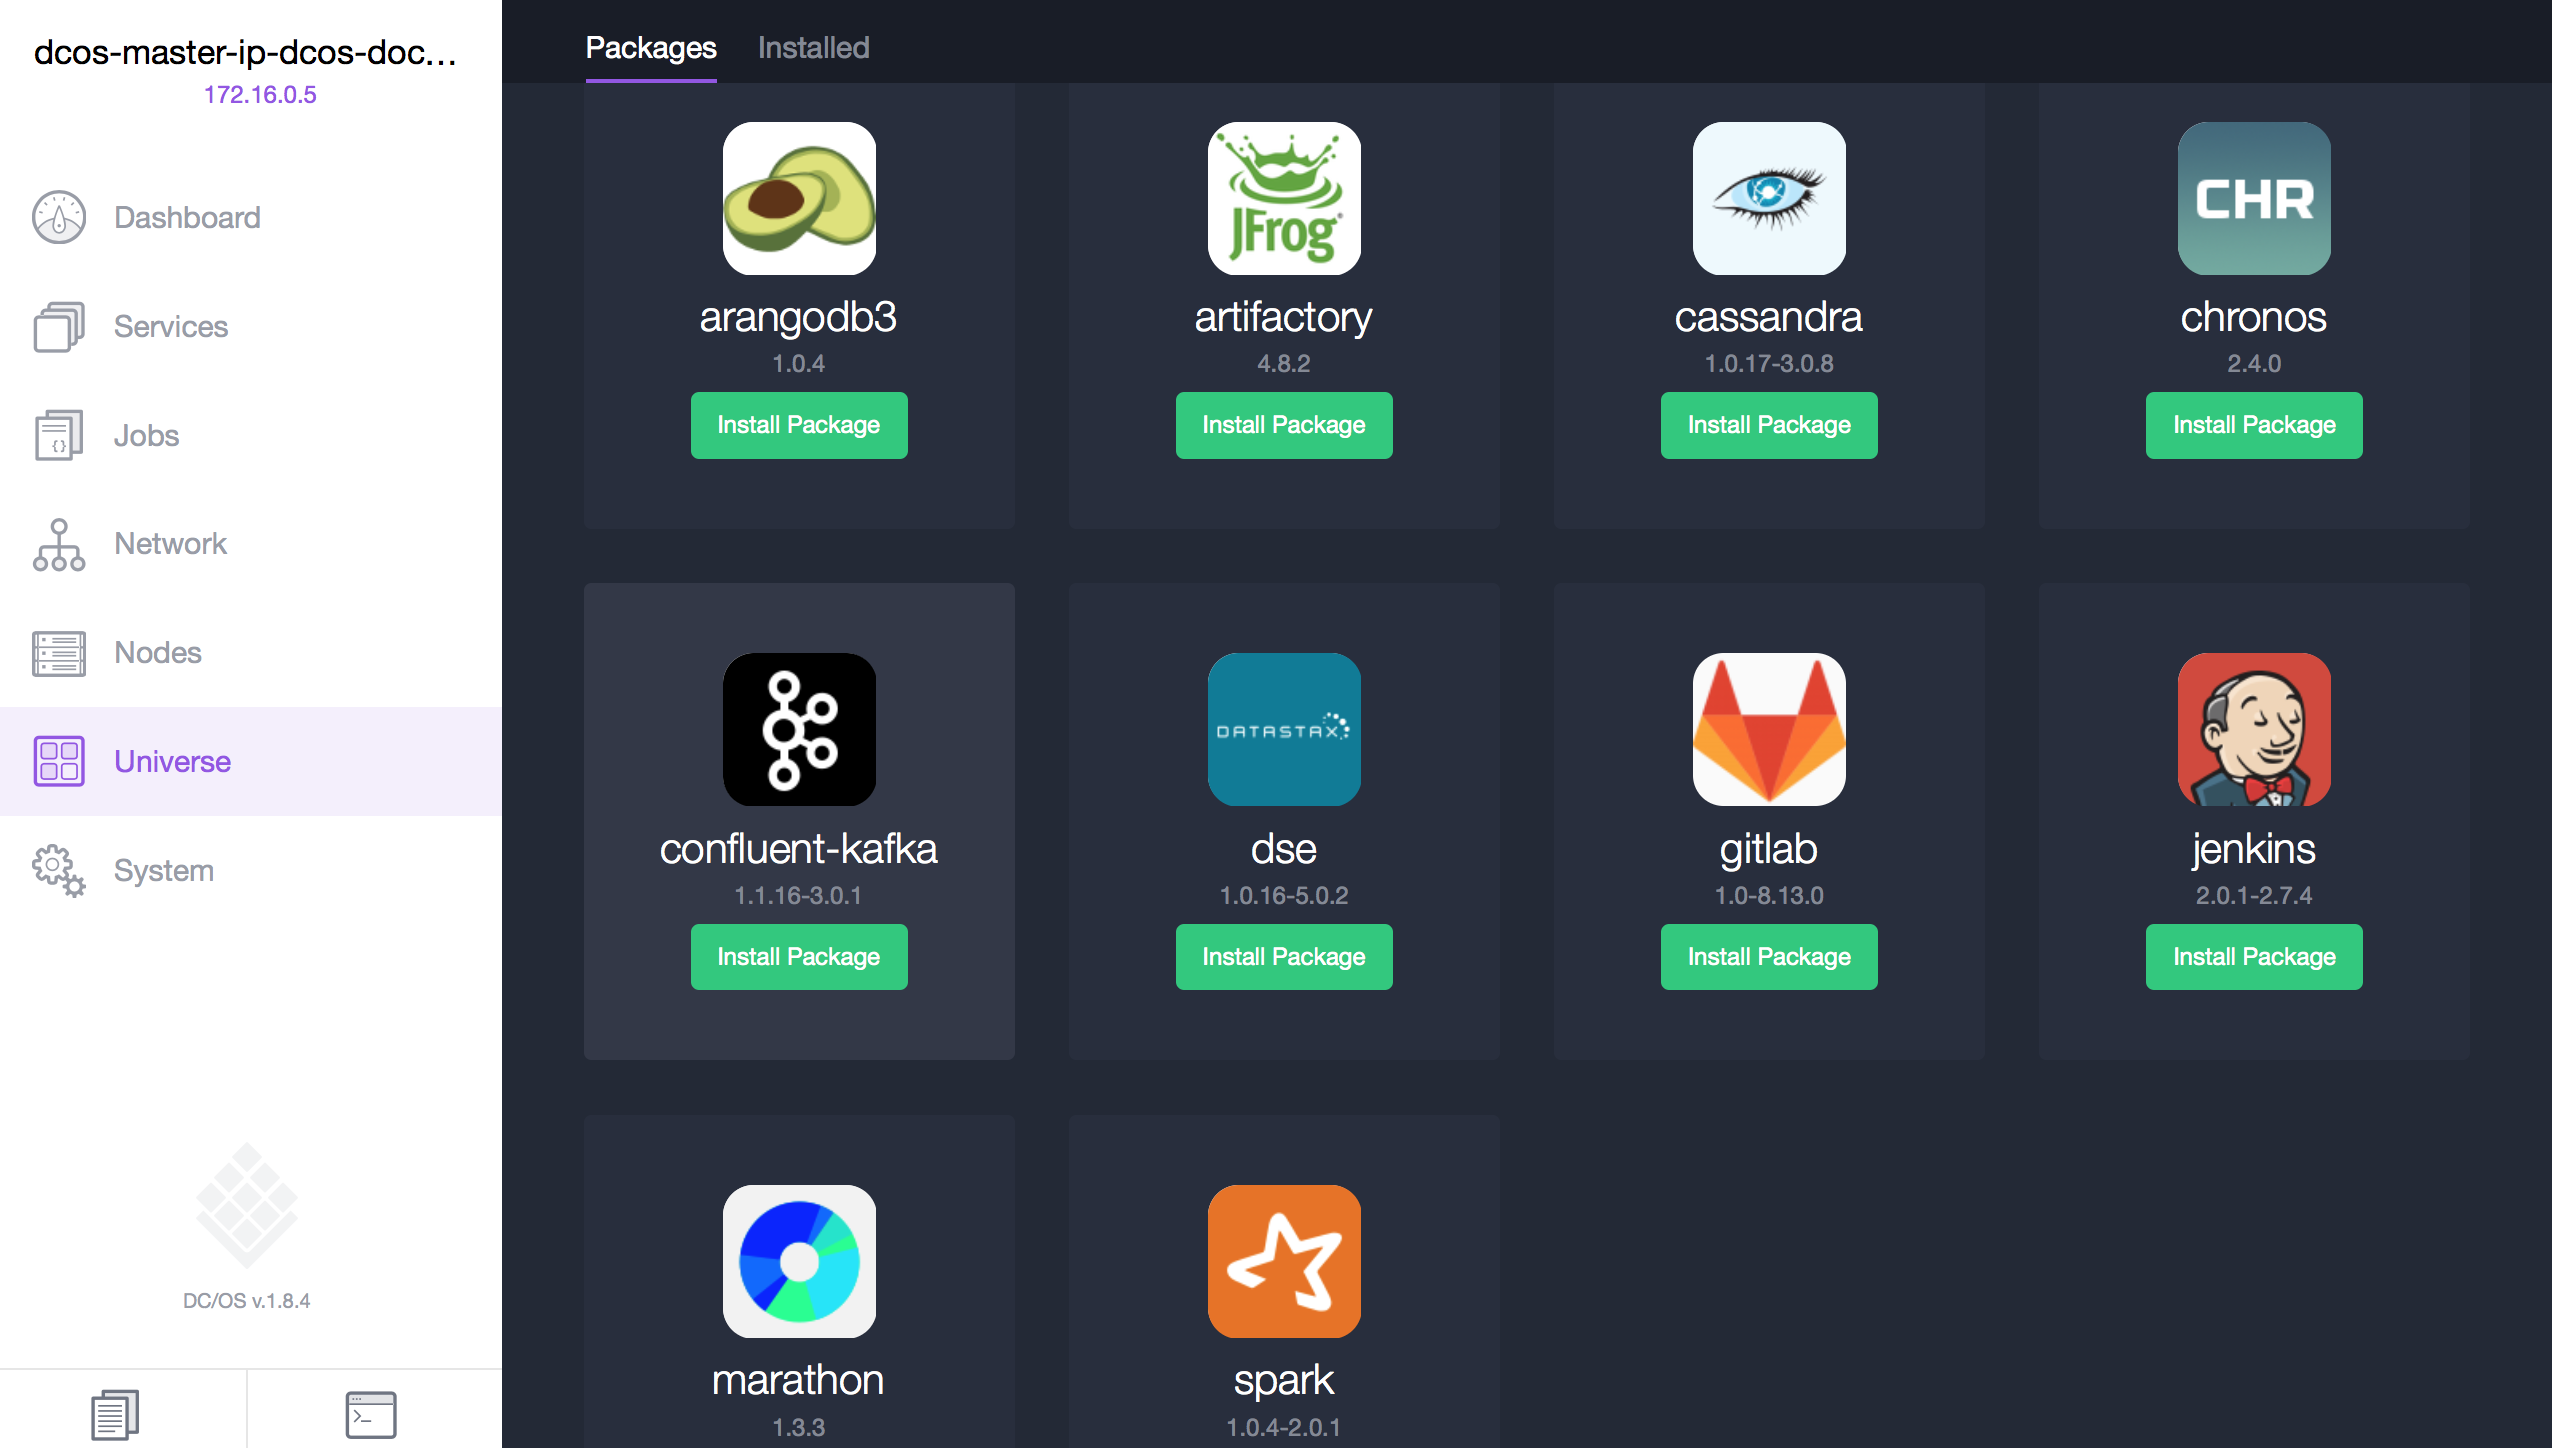 dcos-master-ip-dcos-doc...
172.16.0.5
Dashboard
Services
Jobs
Network
Nodes
Universe
System
DC/OS v.1.8.4
Packages Installed
JFrog
CHR
arangodb3 artifactory cassandra chronos
1.0.4 4.8.2 1.0.17-3.0.8 2.4.0
Install Package Install Package Install Package Install Package
DATASTAX
confluent-kafka dse gitlab jenkins
1.1.16-3.0.1 1.0.16-5.0.2 1.0-8.13.0 2.0.1-2.7.4
Install Package Install Package Install Package Install Package
marathon spark
1.3.3 1.0.4-2.0.1